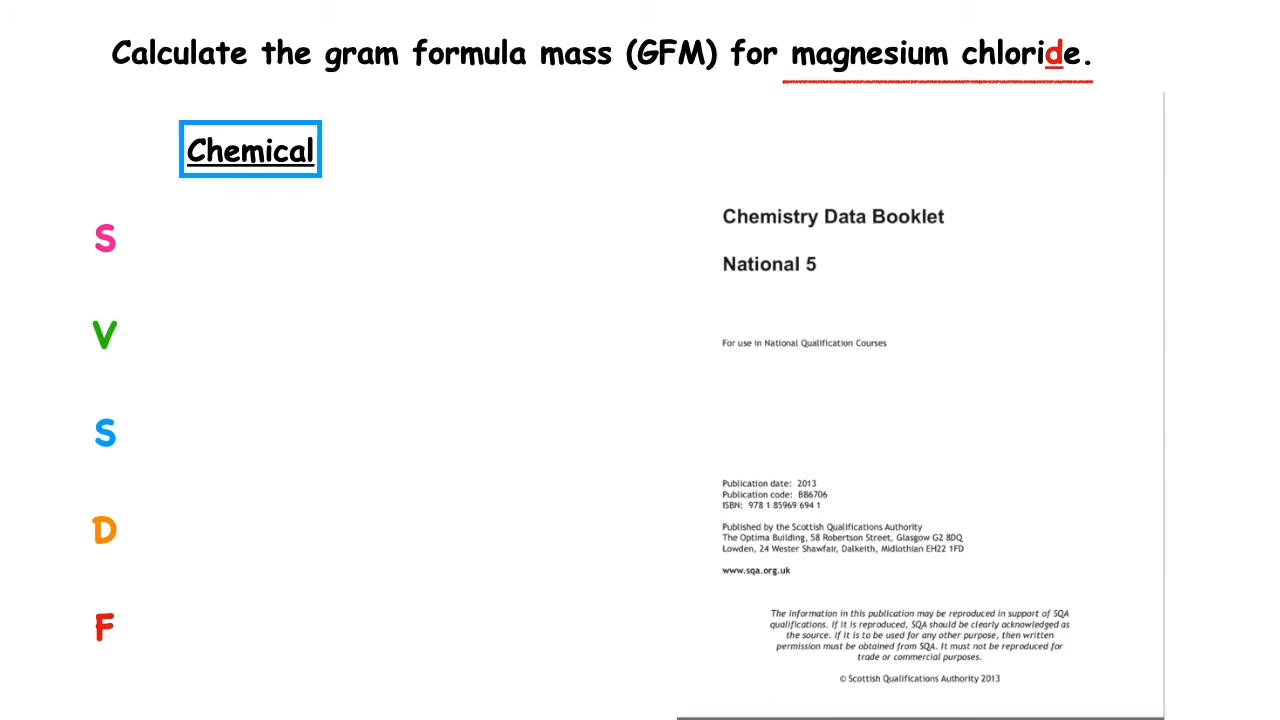 Calculate the gram formula mass (GFM) for magnesium chloride.
Chemical
S
V
S
D
F
Chemistry Data Booklet
National 5
For use in National Qualification Courses
Publication date: 2013
Publication code: BB6706
ISBN: 978 1 85969 694 1
Published by the Scottish Qualifications Authority
The Optima Building, 58 Robertson Street, Glasgow G2 8DQ
Lowden, 24 Wester Shawfair, Dalkeith, Midlothian EH22 1FD
www.sqa.org.uk
The information in this publication may be reproduced in support of SQA
qualifications. If it is reproduced, SQA should be clearly acknowledged as
the source. If it is to be used for any other purpose, then written
permission must be obtained from SQA. It must not be reproduced for
trade or commercial purposes.
© Scottish Qualifications Authority 2013